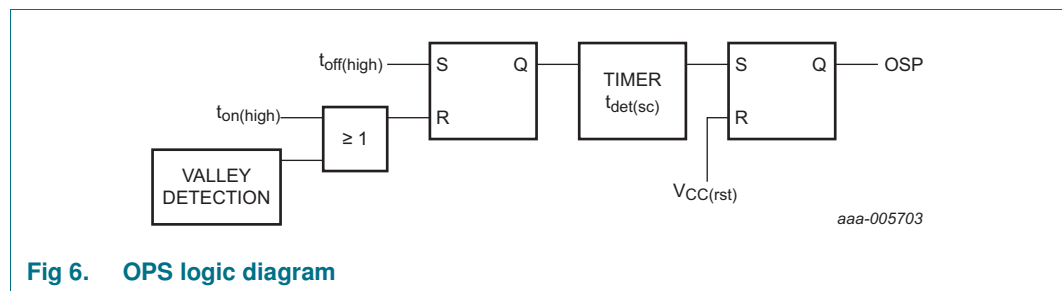 toff(high)
S
Q
TIMER
tdet(sc)
S
Q
OSP
ton(high)
≥ 1
R
R
VALLEY
DETECTION
VCC(rst)
aaa-005703
Fig 6. OPS logic diagram